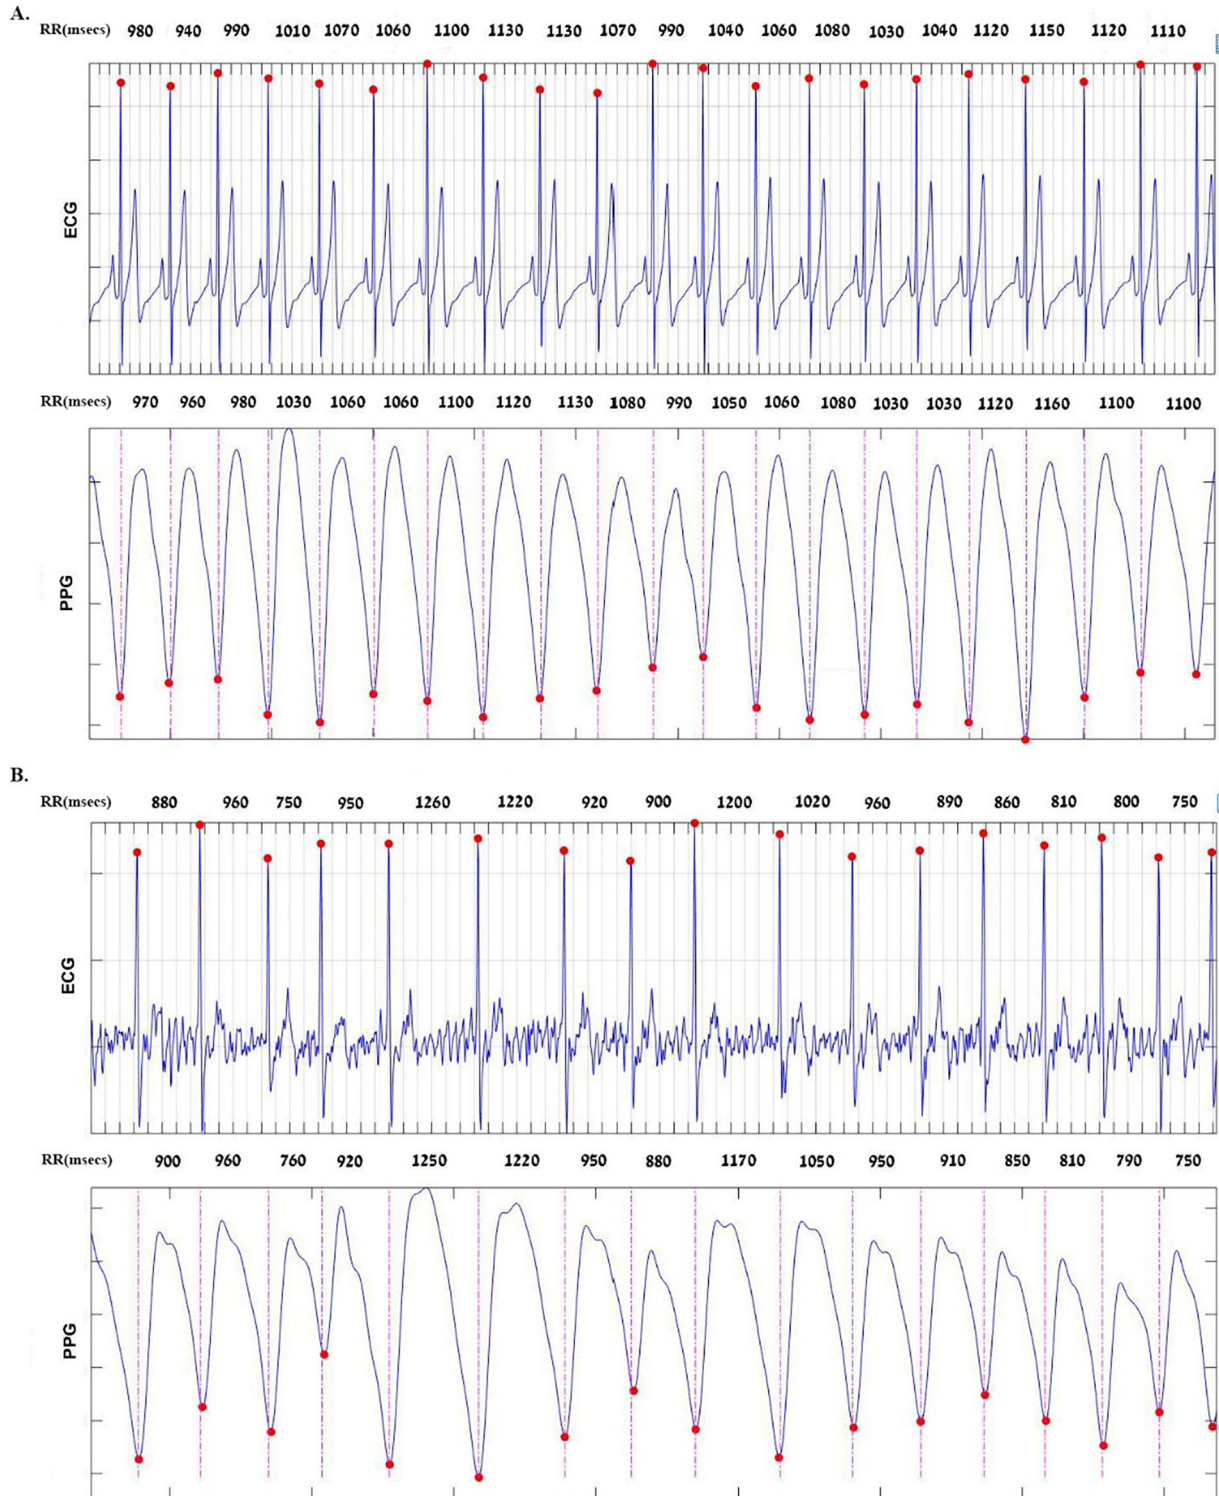 A.
RR(msecs) 980 940 990 1010 1070 1060 1100 1130 1130 1070 990 1040 1060 1080 1030 1040 1120 1150 1120 1110
ECG
RR(msecs) 970 960 980 1030 1060 1060 1100 1120 1130 1080 990 1050 1060 1080 1030 1030 1120 1160 1100 1100
PPG
B.
RR(msecs) 880 960 750 950 1260 1220 920 900 1200 1020 960 890 860 810 800 750
ECG
RR(msecs) 900 960 760 920 1250 1220 950 880 1170 1050 950 910 850 810 790 750
PPG